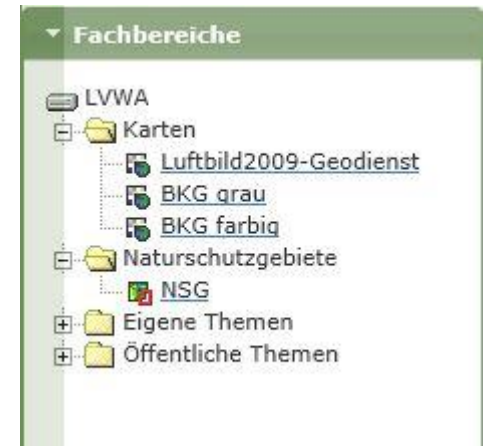 Fachbereiche
LVWA
Karten
Luftbild2009-Geodienst
BKG grau
BKG farbig
Naturschutzgebiete
NSG
Eigene Themen
Öffentliche Themen